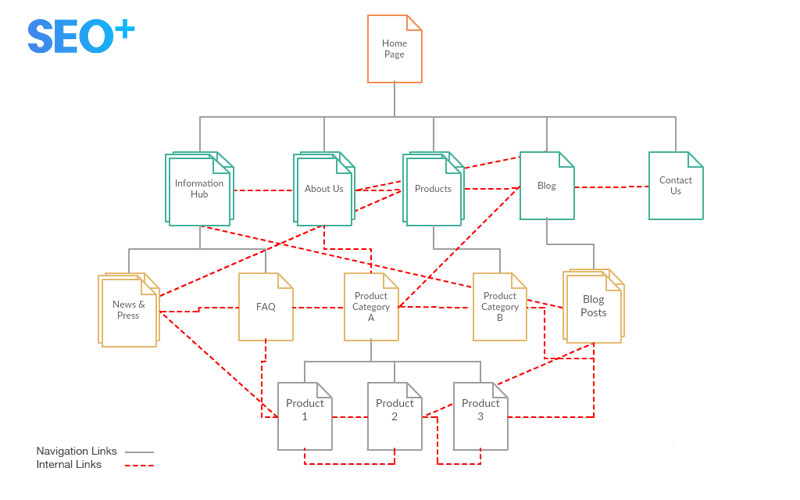 SEO+
Home
Page
Information
Hub
About Us
Products
Blog
Contact
Us
News &
Press
FAQ
Product
Category
A
Product
Category
B
Blog
Posts
Product
1
Product
2
Product
3
Navigation Links
Internal Links